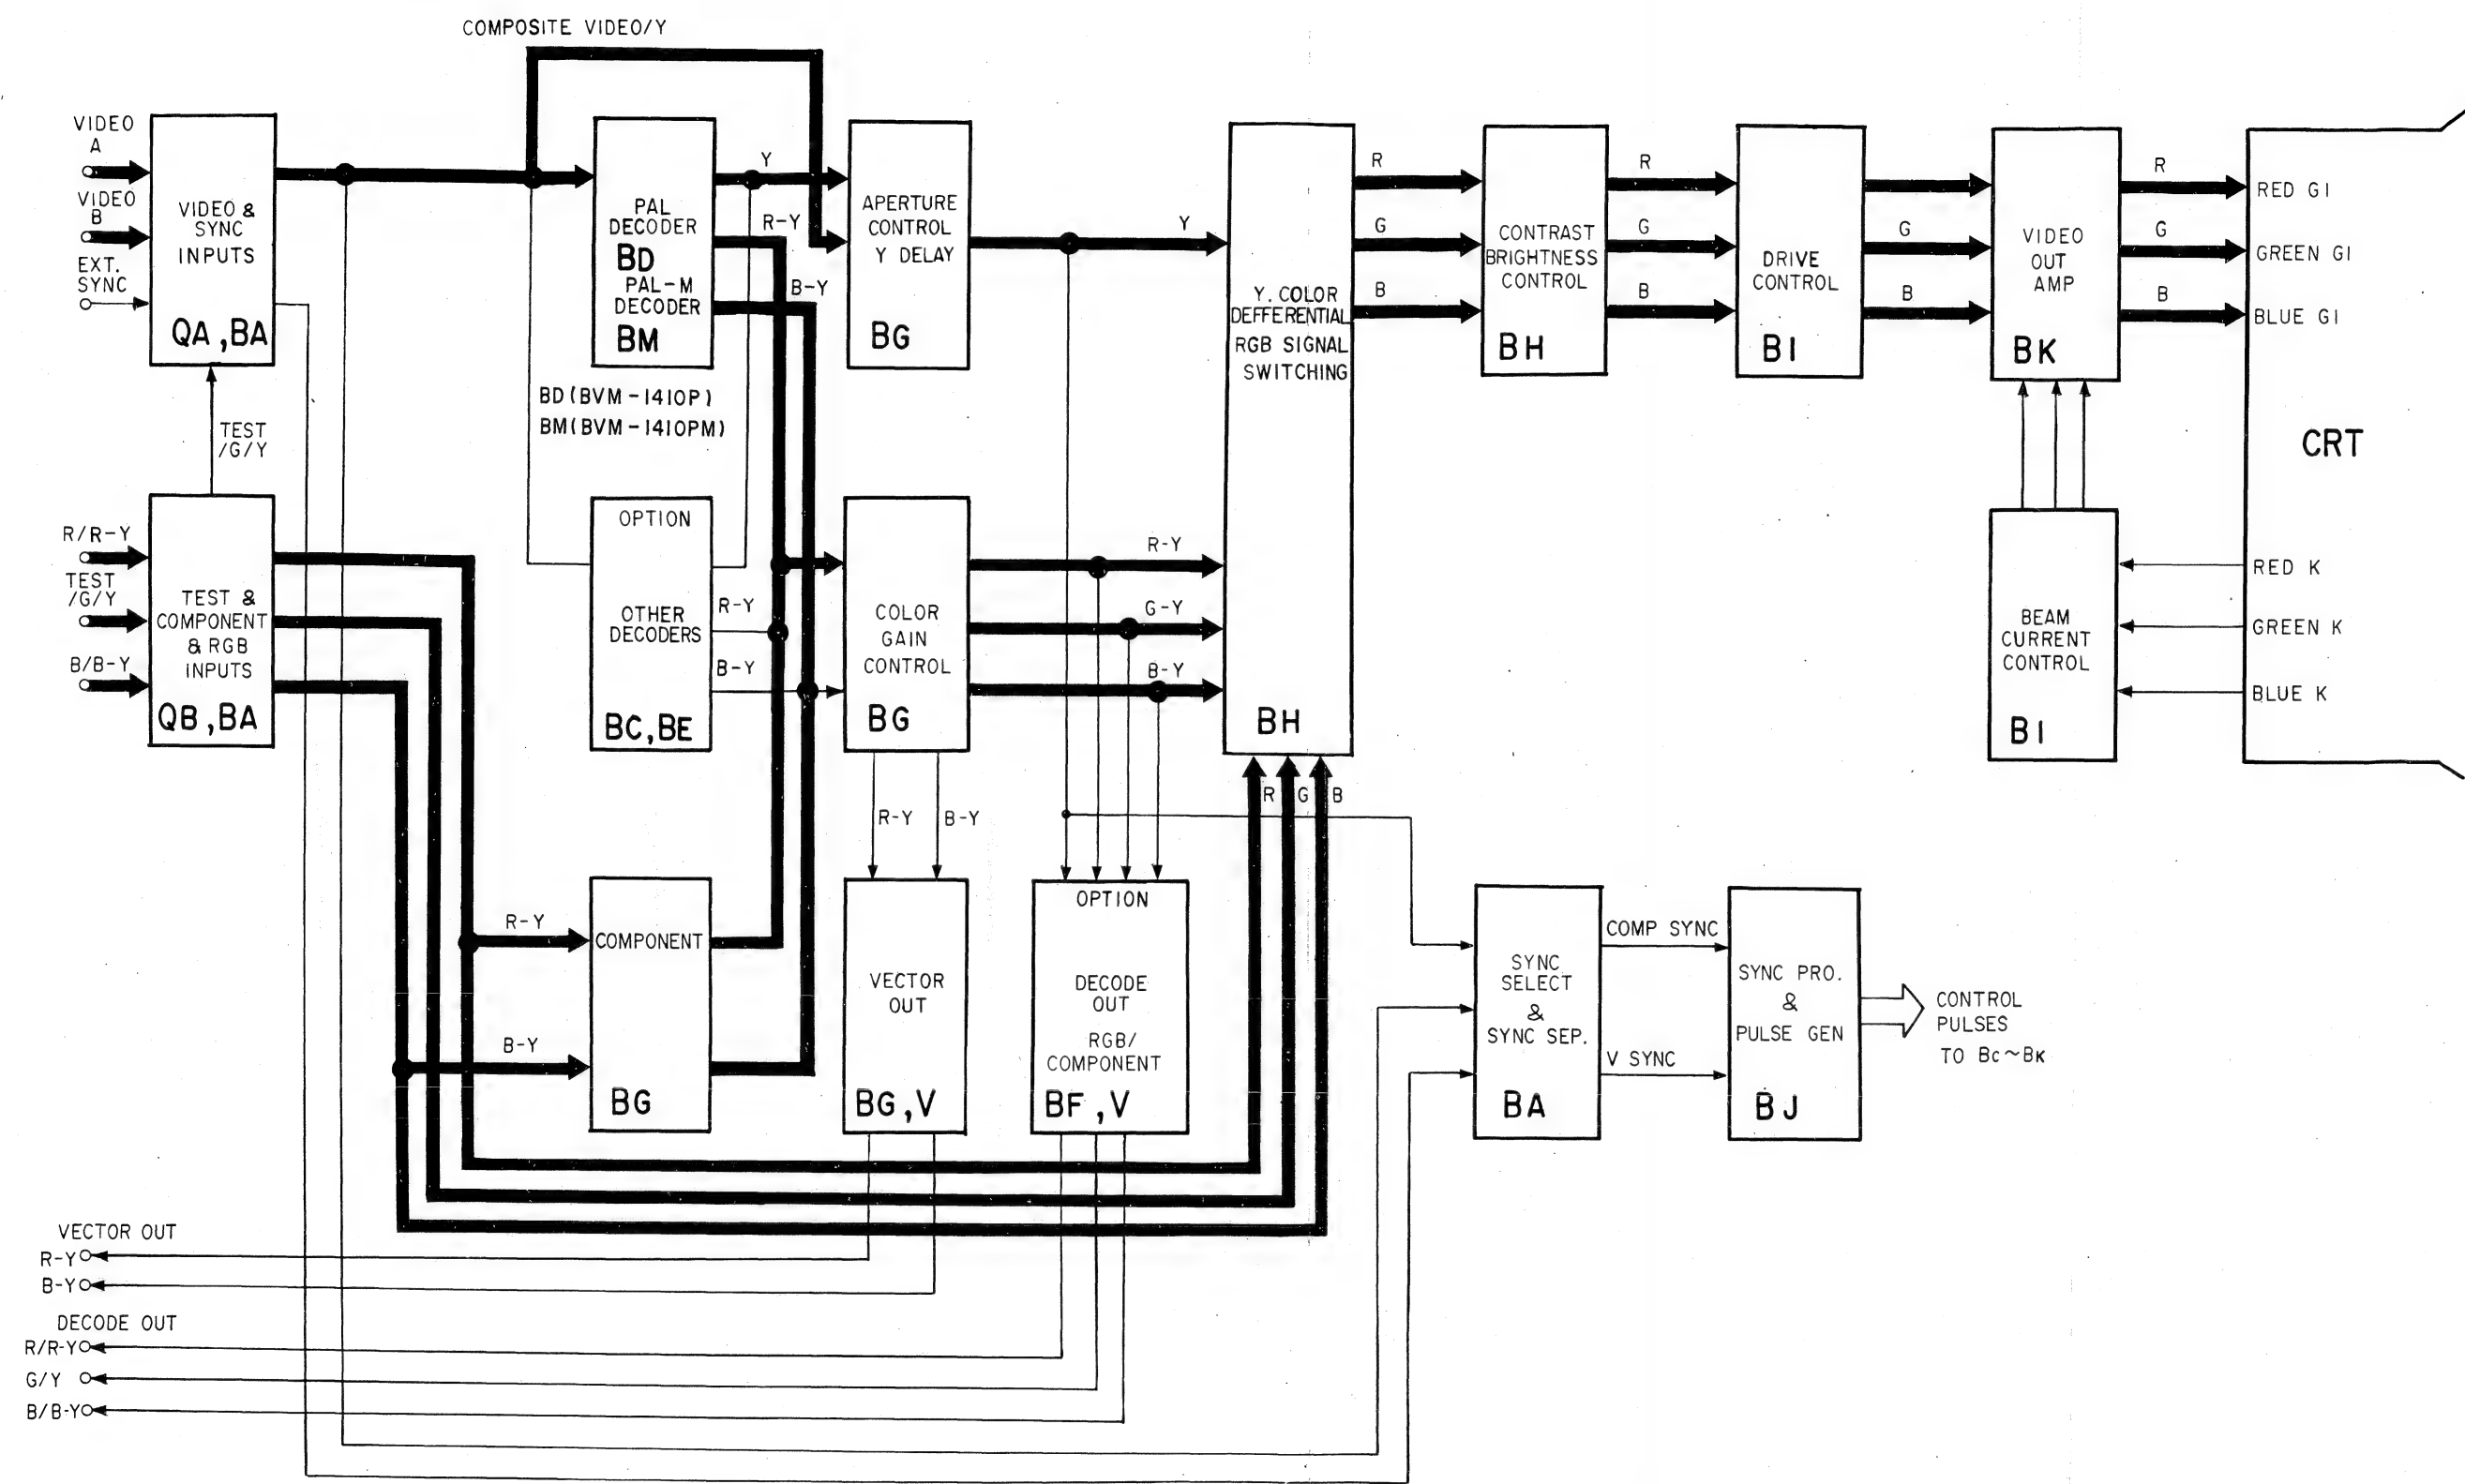 COMPOSITE VIDEO/Y
VIDEO
A
VIDEO
B
EXT.
SYNC
VIDEO &
SYNC
INPUTS
QA,BA
TEST
/G/Y
R/R-Y
TEST
/G/Y
B/B-Y
TEST &
COMPONENT
& RGB
INPUTS
QB,BA
PAL
DECODER
BD
PAL-M
DECODER
BM
BD(BVM-1410P)
BM(BVM-1410PM)
Y
R-Y
B-Y
OPTION
OTHER
DECODERS
BC,BE
R-Y
B-Y
R-Y
B-Y
COMPONENT
BG
APERTURE
CONTROL
Y DELAY
BG
COLOR
GAIN
CONTROL
BG
R-Y
B-Y
VECTOR
OUT
BG,V
Y
R-Y
G-Y
B-Y
OPTION
DECODE
OUT
RGB/
COMPONENT
BF,V
Y. COLOR
DEFFERENTIAL
RGB SIGNAL
SWITCHING
BH
R G B
R
G
B
CONTRAST
BRIGHTNESS
CONTROL
BH
R
G
B
DRIVE
CONTROL
BI
G
B
VIDEO
OUT
AMP
BK
R
G
B
RED G1
GREEN G1
BLUE G1
CRT
RED K
GREEN K
BLUE K
BEAM
CURRENT
CONTROL
BI
SYNC
SELECT
&
SYNC SEP.
BA
COMP SYNC
V SYNC
SYNC PRO.
&
PULSE GEN
BJ
CONTROL
PULSES
TO Bc~BK
VECTOR OUT
R-Y
B-Y
DECODE OUT
R/R-Y
G/Y
B/B-Y